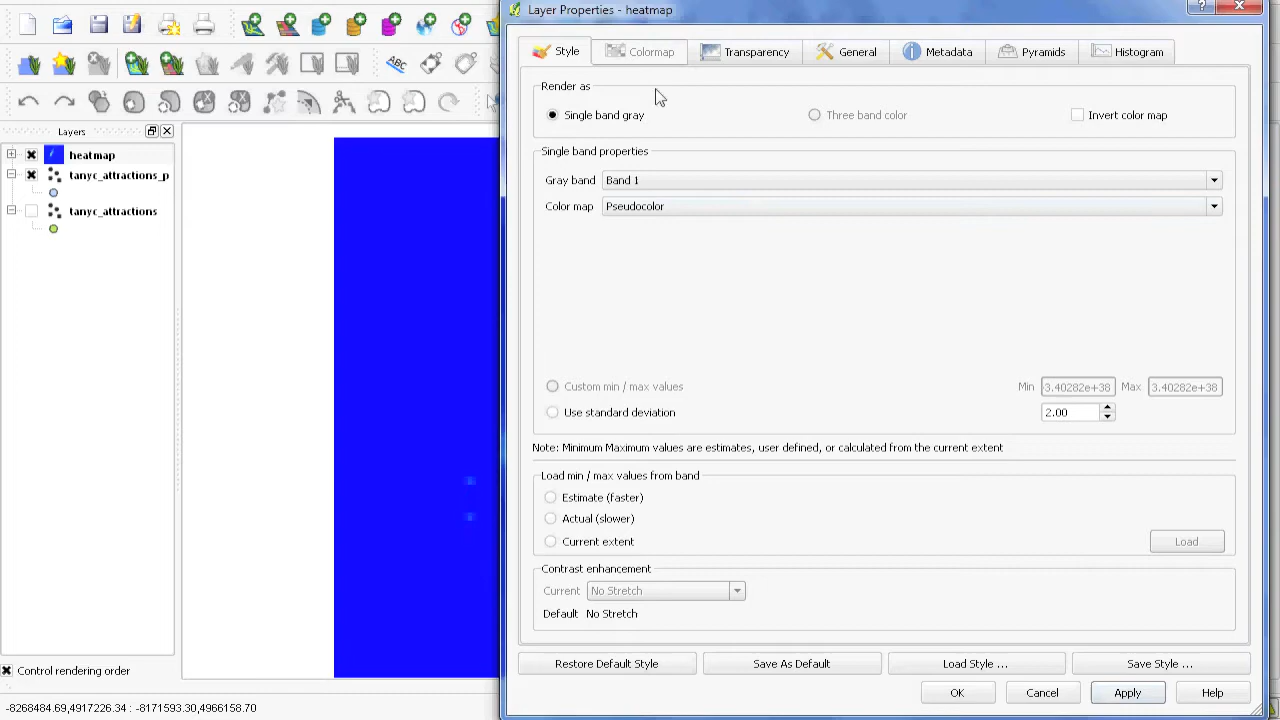 Layer Properties - heatmap
Style
Colormap
Transparency
General
Metadata
Pyramids
Histogram
Render as
Single band gray
Three band color
Invert color map
Single band properties
Gray band
Band 1
Color map
Pseudocolor
Custom min / max values
Min
3.40282e+38
Max
3.40282e+38
Use standard deviation
2.00
Note: Minimum Maximum values are estimates, user defined, or calculated from the current extent
Load min / max values from band
Estimate (faster)
Actual (slower)
Current extent
Load
Contrast enhancement
Current
No Stretch
Default No Stretch
Restore Default Style
Save As Default
Load Style ...
Save Style ...
OK
Cancel
Apply
Help
ABC
Layers
heatmap
tanyc_attractions_p
tanyc_attractions
Control rendering order
-8268484.69,4917226.34 : -8171593.30,4966158.70